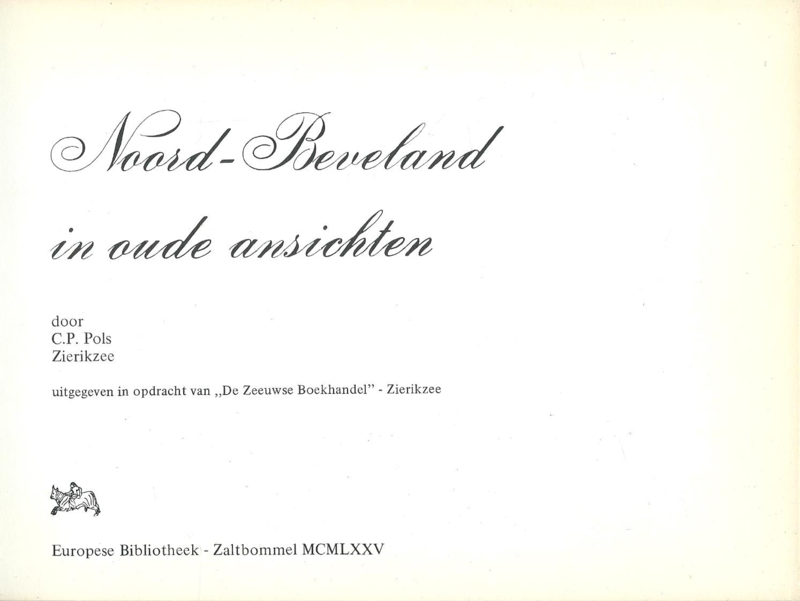 Noord-Beveland
in oude ansichten
door
C.P. Pols
Zierikzee
uitgegeven in opdracht van ,,De Zeeuwse Boekhandel” - Zierikzee
Europese Bibliotheek - Zaltbommel MCMLXXV